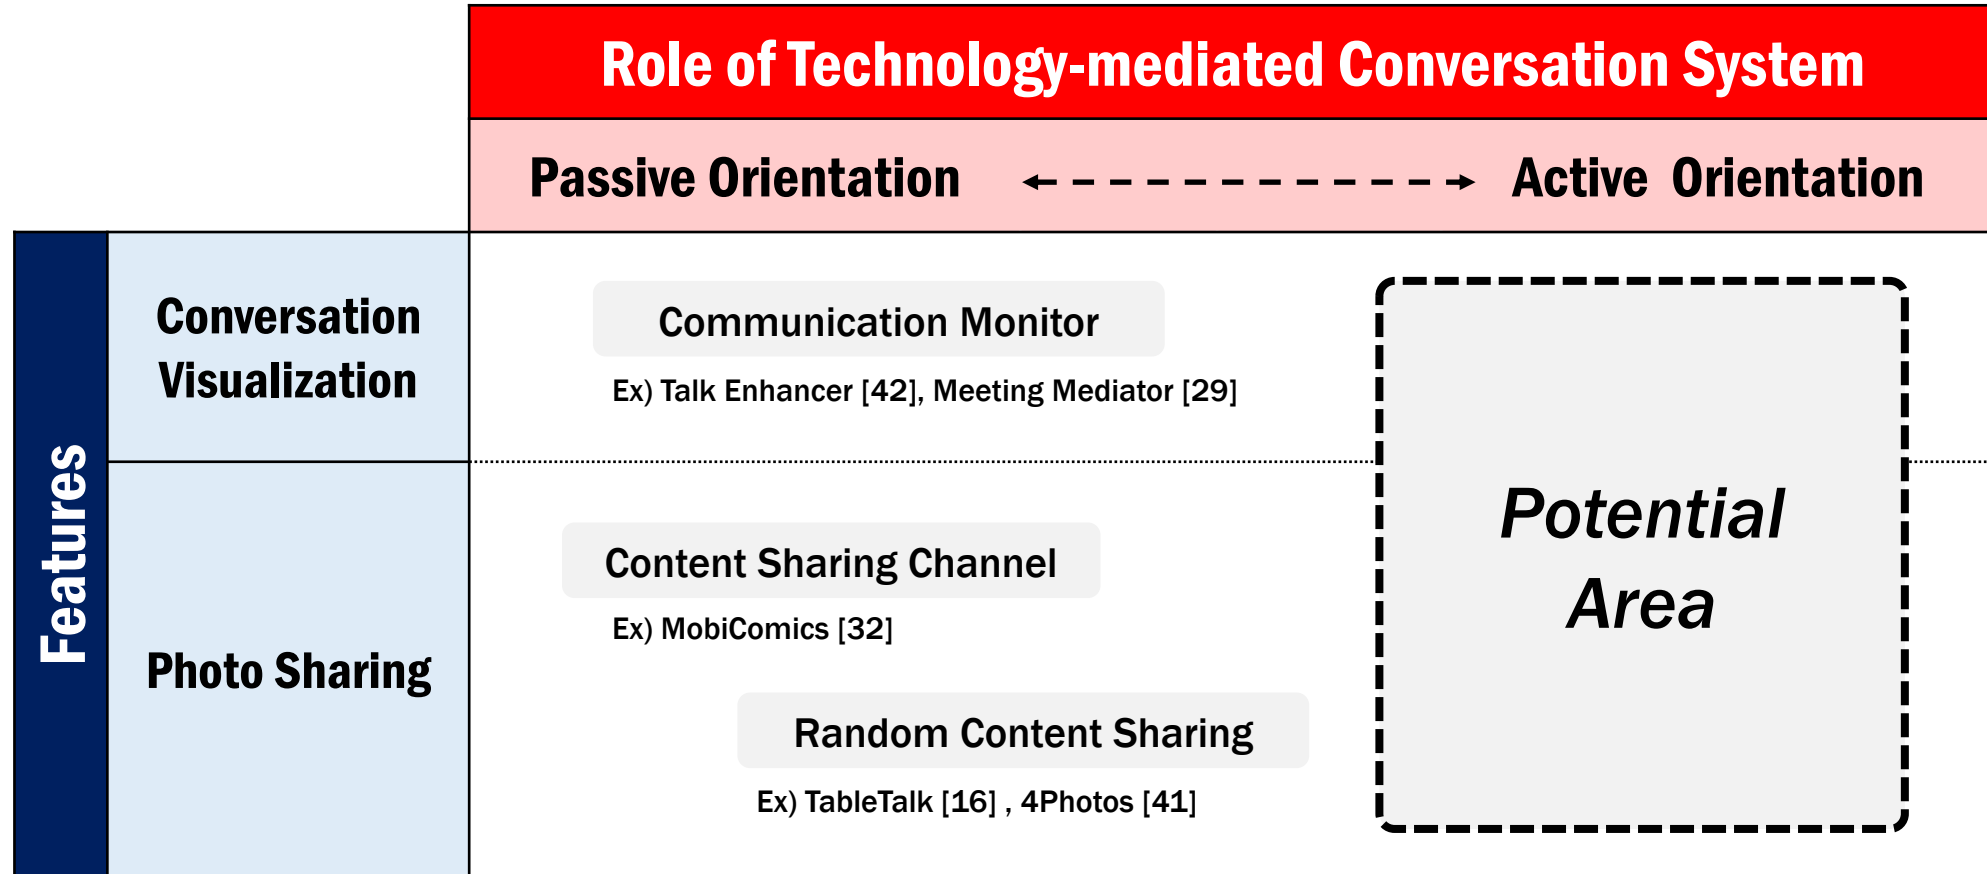 Role of Technology-mediated Conversation System
Passive Orientation
Active Orientation
Features
Conversation
Visualization
Communication Monitor
Ex) Talk Enhancer [42], Meeting Mediator [29]
Photo Sharing
Content Sharing Channel
Ex) MobiComics [32]
Random Content Sharing
Ex) TableTalk [16] , 4Photos [41]
Potential
Area